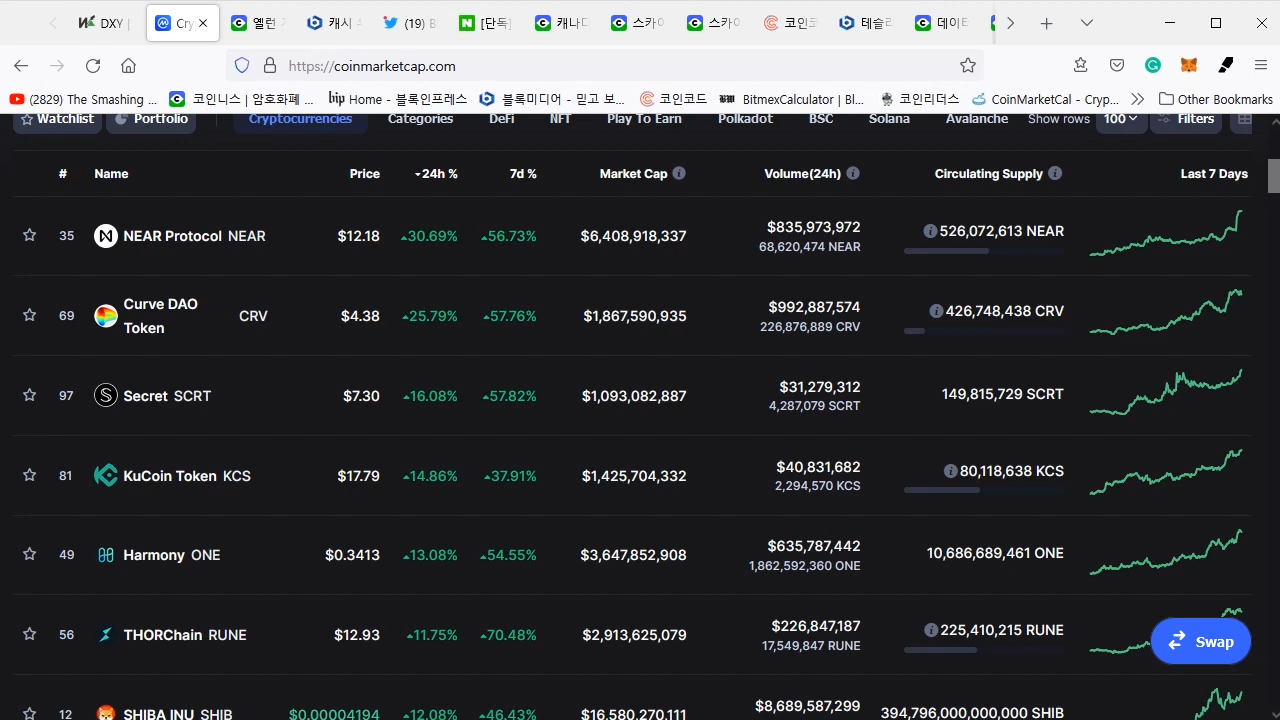 DXY |
Cry
옐런
캐시
(19)
[단독]
캐나다
스카이
스카이
코인코
테슬라
데이터
https://coinmarketcap.com
(2829) The Smashing ...
코인니스 | 암호화폐 ...
bip Home - 블록인프레스
블록미디어 - 믿고 보...
코인코드
BitmexCalculator | Bl...
코인리더스
CoinMarketCal - Cryp...
Other Bookmarks
Watchlist
Portfolio
Cryptocurrencies
Categories
DeFi
NFT
Play To Earn
Polkadot
BSC
Solana
Avalanche
Show rows
100
Filters
# Name Price 24h % 7d % Market Cap Volume(24h) Circulating Supply Last 7 Days
35 NEAR Protocol NEAR $12.18 30.69% 56.73% $6,408,918,337 $835,973,972 526,072,613 NEAR
68,620,474 NEAR
69 Curve DAO Token CRV $4.38 25.79% 57.76% $1,867,590,935 $992,887,574 426,748,438 CRV
226,876,889 CRV
97 Secret SCRT $7.30 16.08% 57.82% $1,093,082,887 $31,279,312 149,815,729 SCRT
4,287,079 SCRT
81 KuCoin Token KCS $17.79 14.86% 37.91% $1,425,704,332 $40,831,682 80,118,638 KCS
2,294,570 KCS
49 Harmony ONE $0.3413 13.08% 54.55% $3,647,852,908 $635,787,442 10,686,689,461 ONE
1,862,592,360 ONE
56 THORChain RUNE $12.93 11.75% 70.48% $2,913,625,079 $226,847,187 225,410,215 RUNE
17,549,847 RUNE
Swap
12 SHIBA INU SHIB $0.00004194 12.08% 46.43% $16,580,270,111 $8,689,587,299 394,796,000,000,000 SHIB